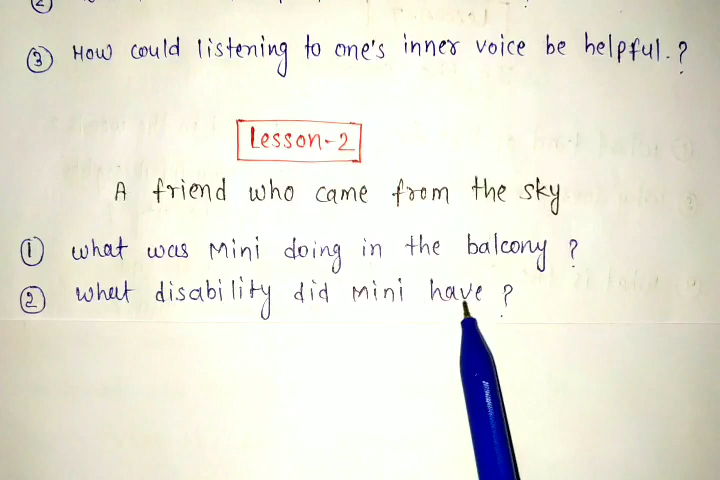 ②
③ How could listening to one's inner voice be helpful.?
Lesson-2
A friend who came from the sky
① what was Mini doing in the balcony?
② what disability did Mini have?